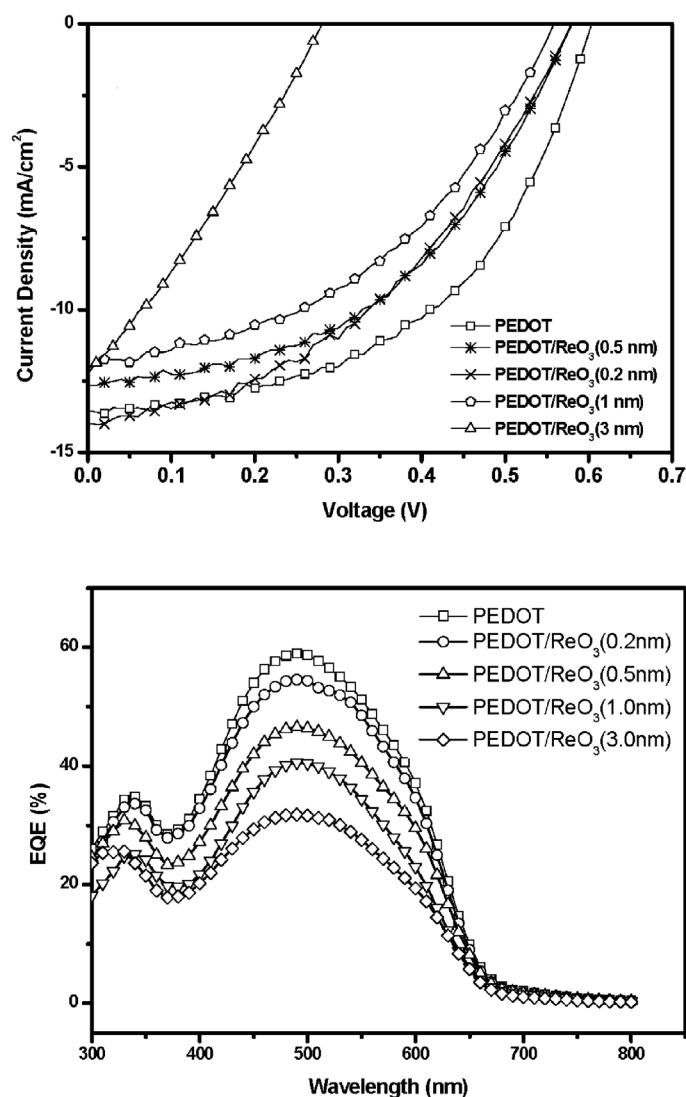 0
-5
-10
-15
Current Density (mA/cm²)
PEDOT
PEDOT/ReO₃(0.5 nm)
PEDOT/ReO₃(0.2 nm)
PEDOT/ReO₃(1 nm)
PEDOT/ReO₃(3 nm)
0.0 0.1 0.2 0.3 0.4 0.5 0.6 0.7
Voltage (V)
60
40
20
0
EQE (%)
PEDOT
PEDOT/ReO₃(0.2nm)
PEDOT/ReO₃(0.5nm)
PEDOT/ReO₃(1.0nm)
PEDOT/ReO₃(3.0nm)
300 400 500 600 700 800
Wavelength (nm)